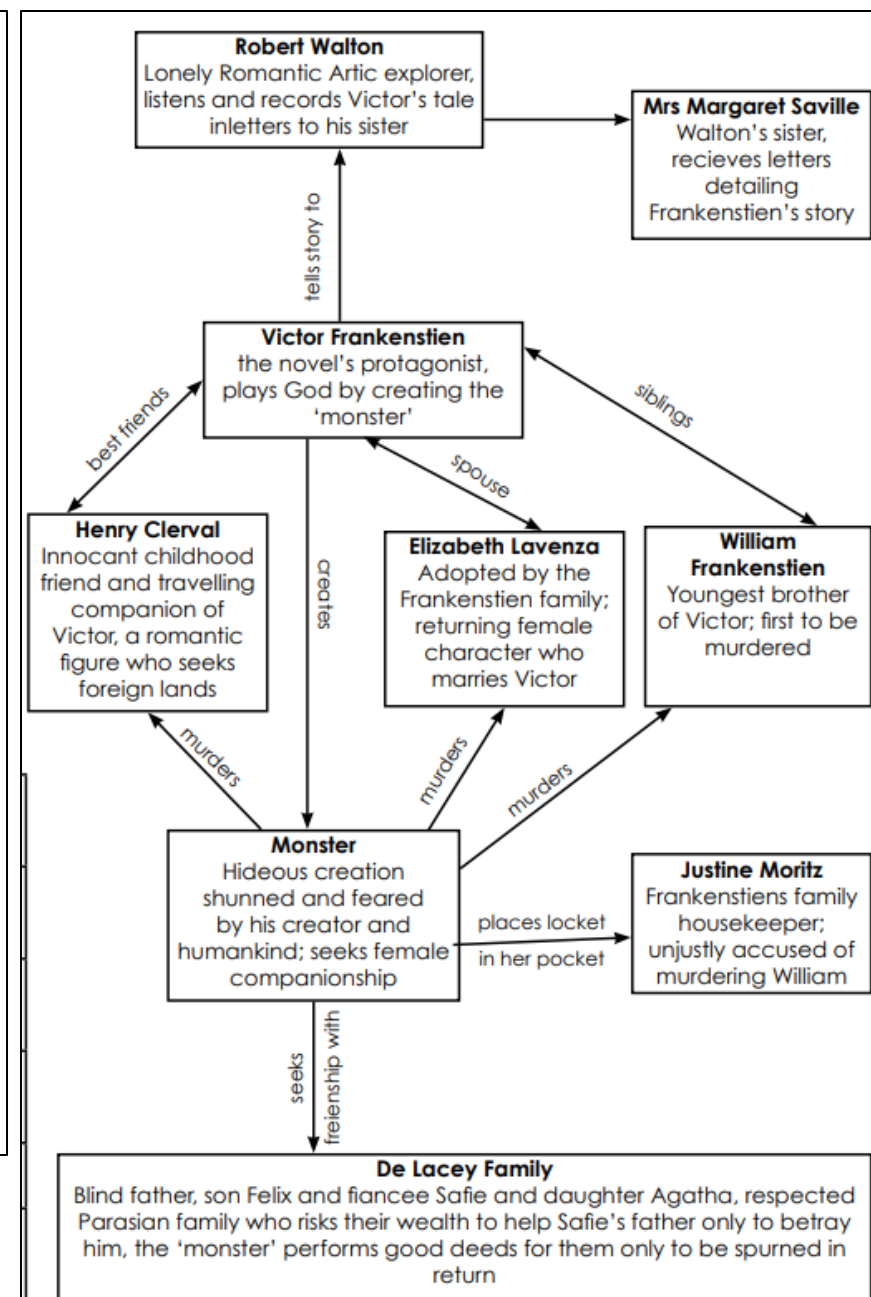 Robert Walton
Lonely Romantic Artic explorer,
listens and records Victor's tale
inletters to his sister
Mrs Margaret Saville
Walton's sister,
recieves letters
detailing
Frankenstien's story
tells story to
Victor Frankenstien
the novel's protagonist,
plays God by creating the
'monster'
best friends
spouse
siblings
Henry Clerval
Innocant childhood
friend and travelling
companion of
Victor, a romantic
figure who seeks
foreign lands
creates
Elizabeth Lavenza
Adopted by the
Frankenstien family;
returning female
character who
marries Victor
William
Frankenstien
Youngest brother
of Victor; first to be
murdered
murders
murders
murders
Monster
Hideous creation
shunned and feared
by his creator and
humankind; seeks female
companionship
places locket
in her pocket
Justine Moritz
Frankenstiens family
housekeeper;
unjustly accused of
murdering William
seeks
freienship with
De Lacey Family
Blind father, son Felix and fiancee Safie and daughter Agatha, respected
Parasian family who risks their wealth to help Safie's father only to betray
him, the 'monster' performs good deeds for them only to be spurned in
return